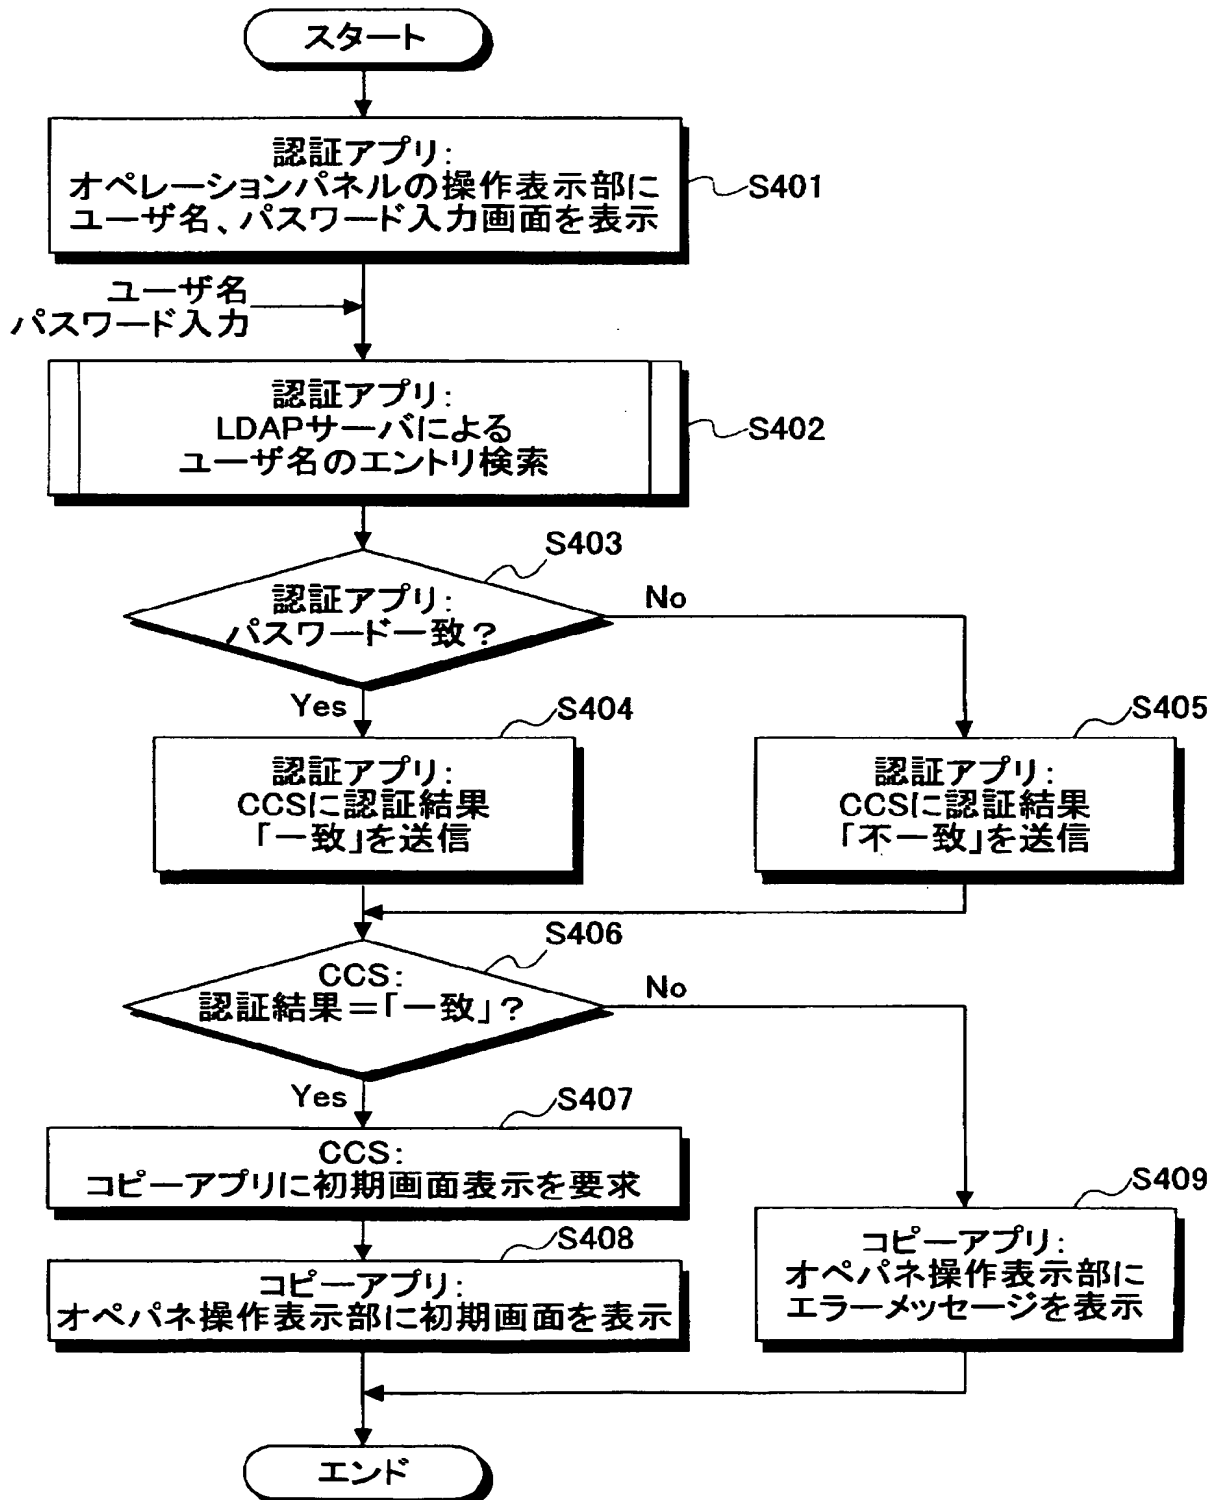 スタート
認証アプリ:
オペレーションパネルの操作表示部に
ユーザ名、パスワード入力画面を表示
S401
ユーザ名
パスワード入力
認証アプリ:
LDAPサーバによる
ユーザ名のエントリ検索
S402
S403
認証アプリ:
パスワード一致?
No
Yes
S404
認証アプリ:
CCSに認証結果
「一致」を送信
S405
認証アプリ:
CCSに認証結果
「不一致」を送信
S406
CCS:
認証結果=「一致」?
No
Yes
S407
CCS:
コピーアプリに初期画面表示を要求
S408
コピーアプリ:
オペパネ操作表示部に初期画面を表示
S409
コピーアプリ:
オペパネ操作表示部に
エラーメッセージを表示
エンド